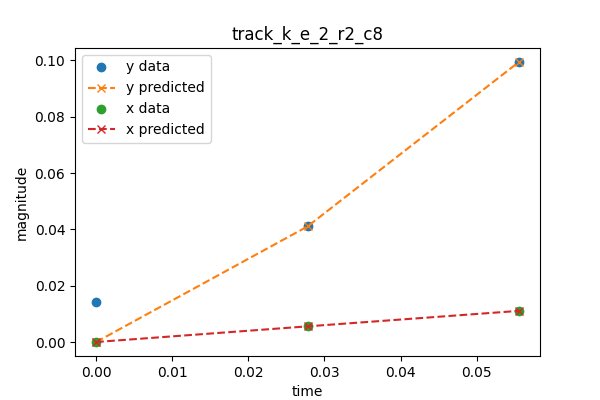 track_k_e_2_r2_c8
y data
y predicted
x data
x predicted
0.10
0.08
0.06
0.04
0.02
0.00
magnitude
0.00 0.01 0.02 0.03 0.04 0.05
time